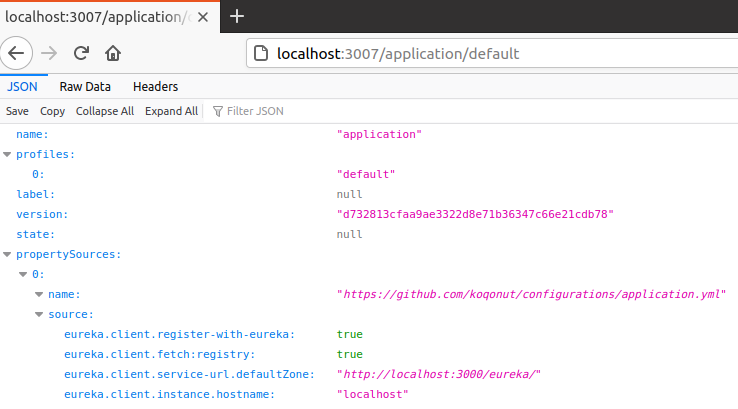 localhost:3007/application/
localhost:3007/application/default
JSON Raw Data Headers
Save Copy Collapse All Expand All Filter JSON
name: "application"
profiles:
0: "default"
label: null
version: "d732813cfaa9ae3322d8e71b36347c66e21cdb78"
state: null
propertySources:
0:
name: "https://github.com/koqonut/configurations/application.yml"
source:
eureka.client.register-with-eureka: true
eureka.client.fetch:registry: true
eureka.client.service-url.defaultZone: "http://localhost:3000/eureka/"
eureka.client.instance.hostname: "localhost"